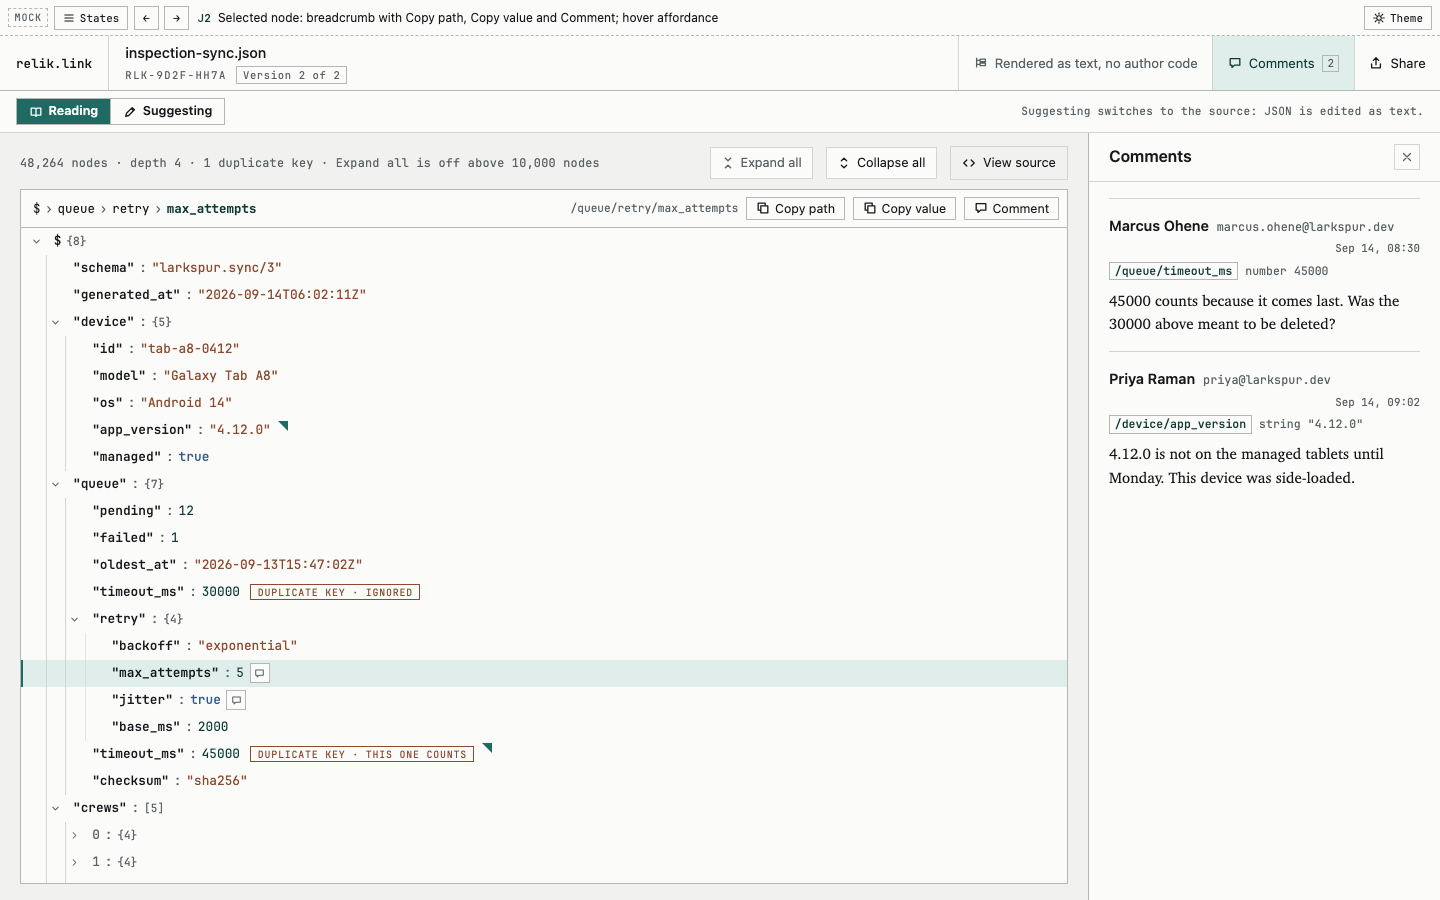 MOCK States ← → J2 Selected node: breadcrumb with Copy path, Copy value and Comment; hover affordance Theme
relik.link
inspection-sync.json
RLK-9D2F-HH7A Version 2 of 2
Rendered as text, no author code Comments 2 Share
Reading Suggesting Suggesting switches to the source: JSON is edited as text.
48,264 nodes · depth 4 · 1 duplicate key · Expand all is off above 10,000 nodes Expand all Collapse all View source
$ › queue › retry › max_attempts /queue/retry/max_attempts Copy path Copy value Comment
$ {8}
"schema" : "larkspur.sync/3"
"generated_at" : "2026-09-14T06:02:11Z"
"device" : {5}
"id" : "tab-a8-0412"
"model" : "Galaxy Tab A8"
"os" : "Android 14"
"app_version" : "4.12.0"
"managed" : true
"queue" : {7}
"pending" : 12
"failed" : 1
"oldest_at" : "2026-09-13T15:47:02Z"
"timeout_ms" : 30000 DUPLICATE KEY · IGNORED
"retry" : {4}
"backoff" : "exponential"
"max_attempts" : 5
"jitter" : true
"base_ms" : 2000
"timeout_ms" : 45000 DUPLICATE KEY · THIS ONE COUNTS
"checksum" : "sha256"
"crews" : [5]
0 : {4}
1 : {4}
Comments
Marcus Ohene marcus.ohene@larkspur.dev
Sep 14, 08:30
/queue/timeout_ms number 45000
45000 counts because it comes last. Was the
30000 above meant to be deleted?
Priya Raman priya@larkspur.dev
Sep 14, 09:02
/device/app_version string "4.12.0"
4.12.0 is not on the managed tablets until
Monday. This device was side-loaded.